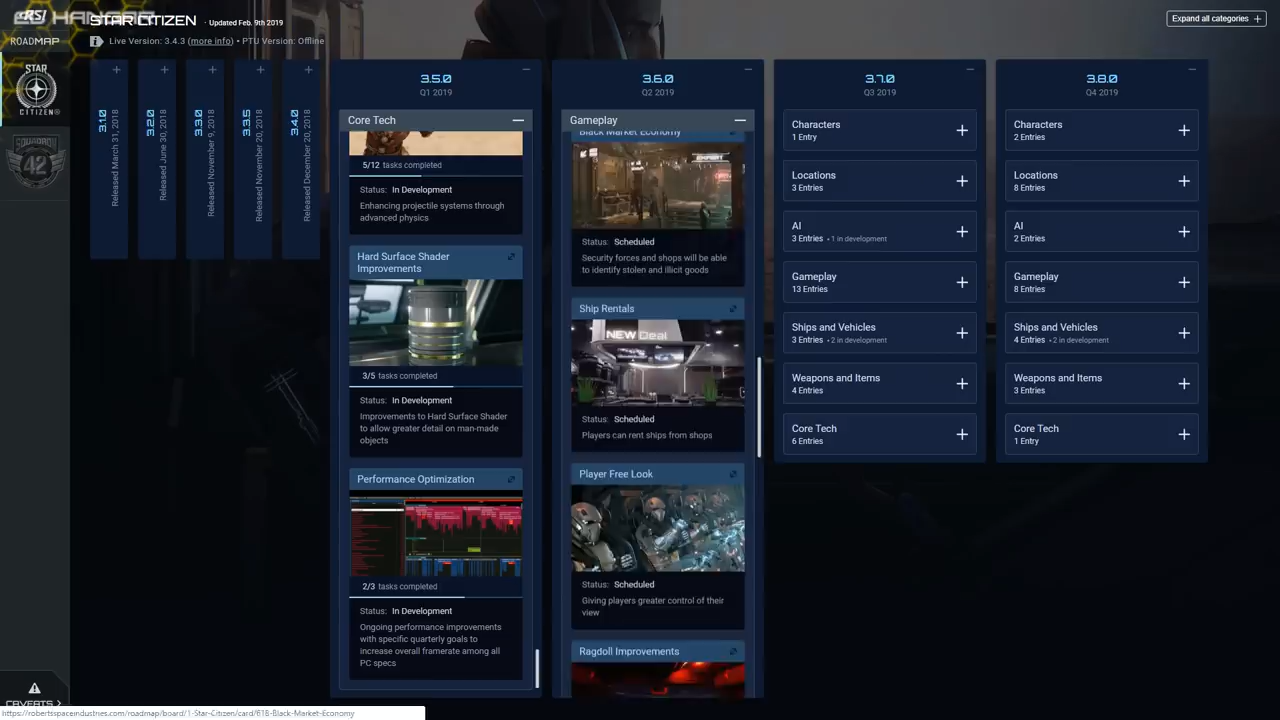 RSI HANGAR
STAR CITIZEN • Updated Feb. 9th 2019
Expand all categories +
ROADMAP
Live Version: 3.4.3 (more info) • PTU Version: Offline
STAR
CITIZEN
SQUADRON
42
3.1.0
Released March 31, 2018
3.2.0
Released June 30, 2018
3.3.0
Released November 9, 2018
3.3.5
Released November 20, 2018
3.4.0
Released December 20, 2018
3.5.0
Q1 2019
Core Tech
5/12 tasks completed
Status: In Development
Enhancing projectile systems through
advanced physics
Hard Surface Shader
Improvements
3/5 tasks completed
Status: In Development
Improvements to Hard Surface Shader
to allow greater detail on man-made
objects
Performance Optimization
2/3 tasks completed
Status: In Development
Ongoing performance improvements
with specific quarterly goals to
increase overall framerate among all
PC specs
3.6.0
Q2 2019
Gameplay
Black Market Economy
Status: Scheduled
Security forces and shops will be able
to identify stolen and illicit goods
Ship Rentals
NEW Deal
Status: Scheduled
Players can rent ships from shops
Player Free Look
Status: Scheduled
Giving players greater control of their
view
Ragdoll Improvements
3.7.0
Q3 2019
Characters
1 Entry
Locations
3 Entries
AI
3 Entries • 1 in development
Gameplay
13 Entries
Ships and Vehicles
3 Entries • 2 in development
Weapons and Items
4 Entries
Core Tech
6 Entries
3.8.0
Q4 2019
Characters
2 Entries
Locations
8 Entries
AI
2 Entries
Gameplay
8 Entries
Ships and Vehicles
4 Entries • 2 in development
Weapons and Items
3 Entries
Core Tech
1 Entry
CAVEATS
https://robertsspaceindustries.com/roadmap/board/1-Star-Citizen/card/618-Black-Market-Economy